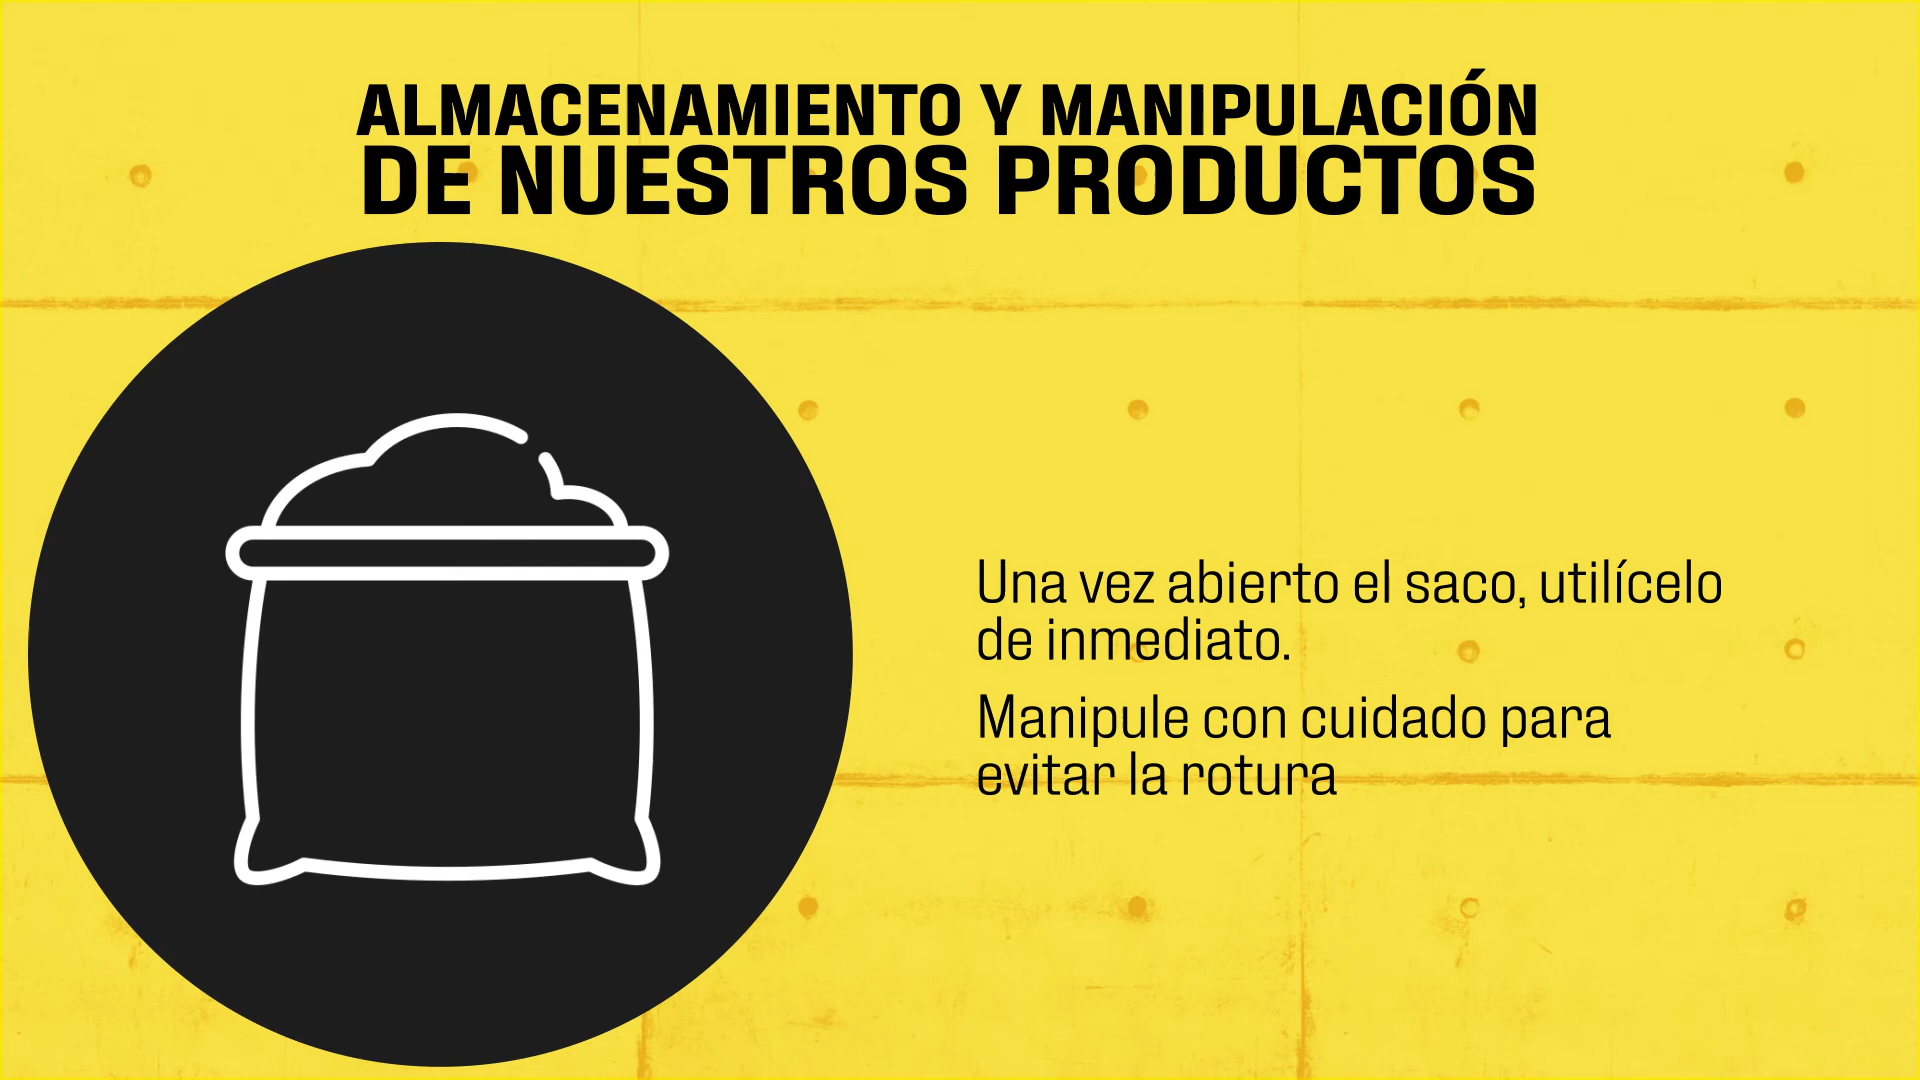 ALMACENAMIENTO Y MANIPULACIÓN
DE NUESTROS PRODUCTOS
Una vez abierto el saco, utilícelo
de inmediato.
Manipule con cuidado para
evitar la rotura